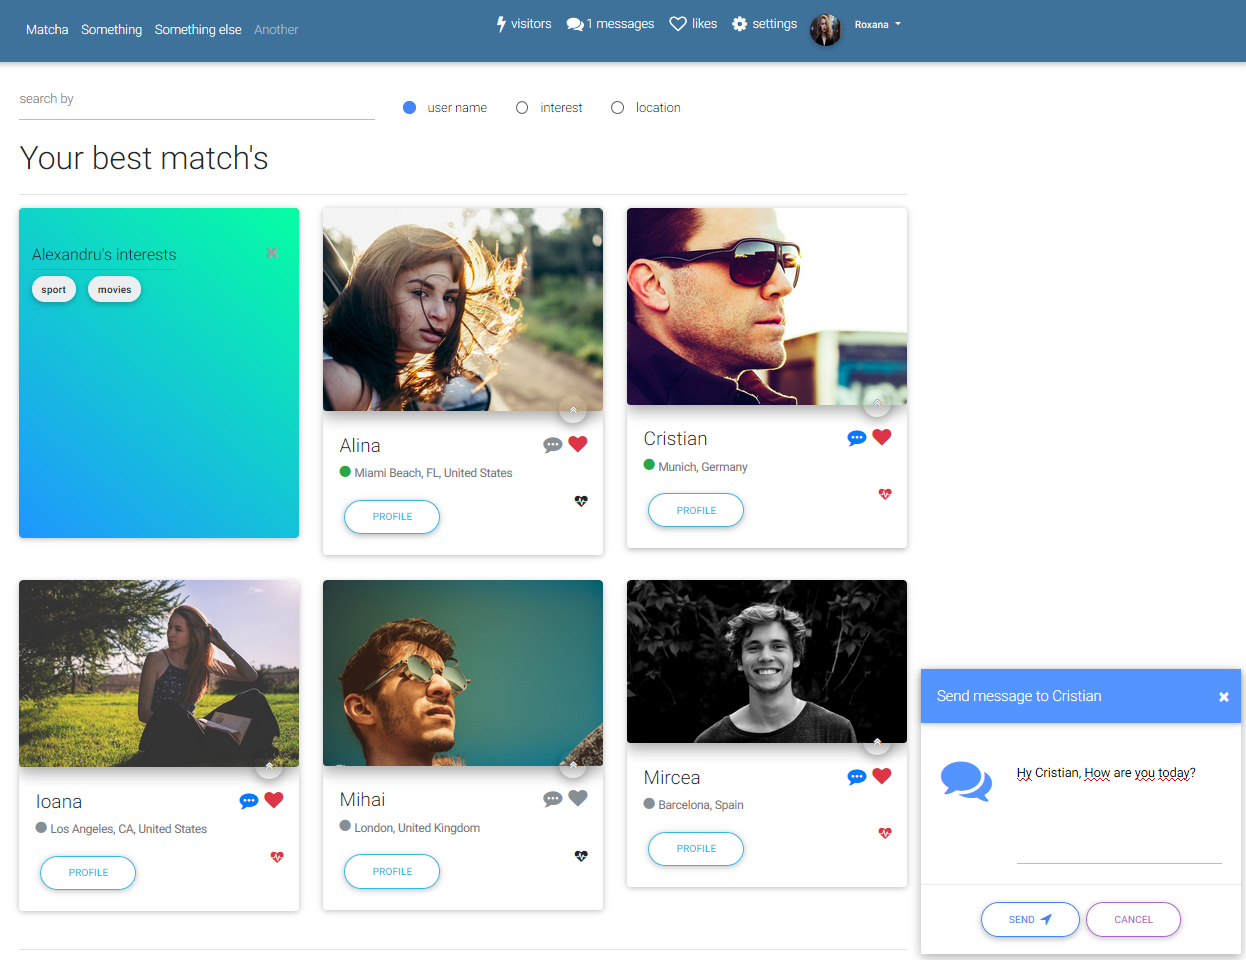 Matcha Something Something else Another visitors 1 messages likes settings Roxana
search by user name interest location
Your best match's
Alexandru's interests
sport movies
Alina
Miami Beach, FL, United States
PROFILE
Cristian
Munich, Germany
PROFILE
Ioana
Los Angeles, CA, United States
PROFILE
Mihai
London, United Kingdom
PROFILE
Mircea
Barcelona, Spain
PROFILE
Send message to Cristian
Hy Cristian, How are you today?
SEND CANCEL